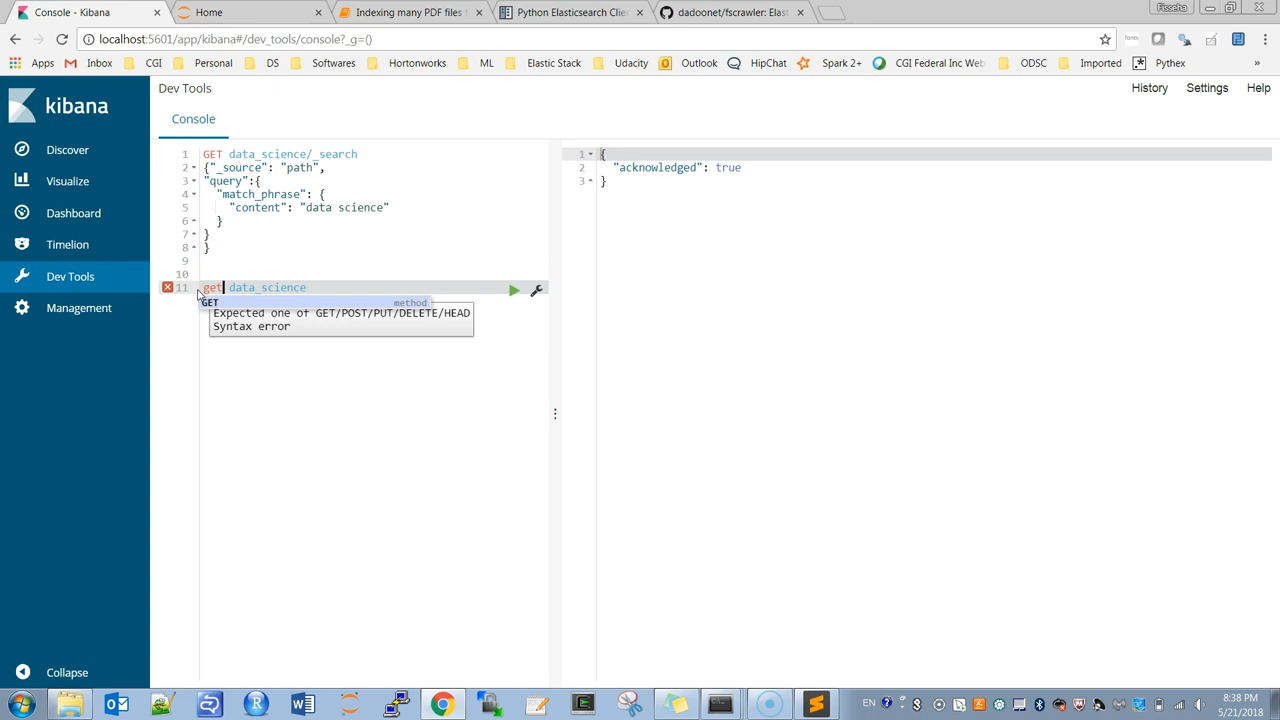 Console - Kibana
Home
Indexing many PDF files
Python Elasticsearch Clie
dadoonet/fscrawler: Elast
Fisseha
localhost:5601/app/kibana#/dev_tools/console?_g=()
Apps
Inbox
CGI
Personal
DS
Softwares
Hortonworks
ML
Elastic Stack
Udacity
Outloo
HipChat
Spark 2+
CGI Federal Inc Web
ODSC
Imported
Pythex
»
kibana
Discover
Visualize
Dashboard
Timelion
Dev Tools
Management
Collapse
Dev Tools
History
Settings
Help
Console
1 GET data_science/_search
2 {"_source": "path",
3 "query":{
4 "match_phrase": {
5 "content": "data science"
6 }
7 }
8 }
9
10
11 get data_science
GET method
Expected one of GET/POST/PUT/DELETE/HEAD
Syntax error
1 {
2 "acknowledged": true
3 }
EN
8:38 PM
5/21/2018